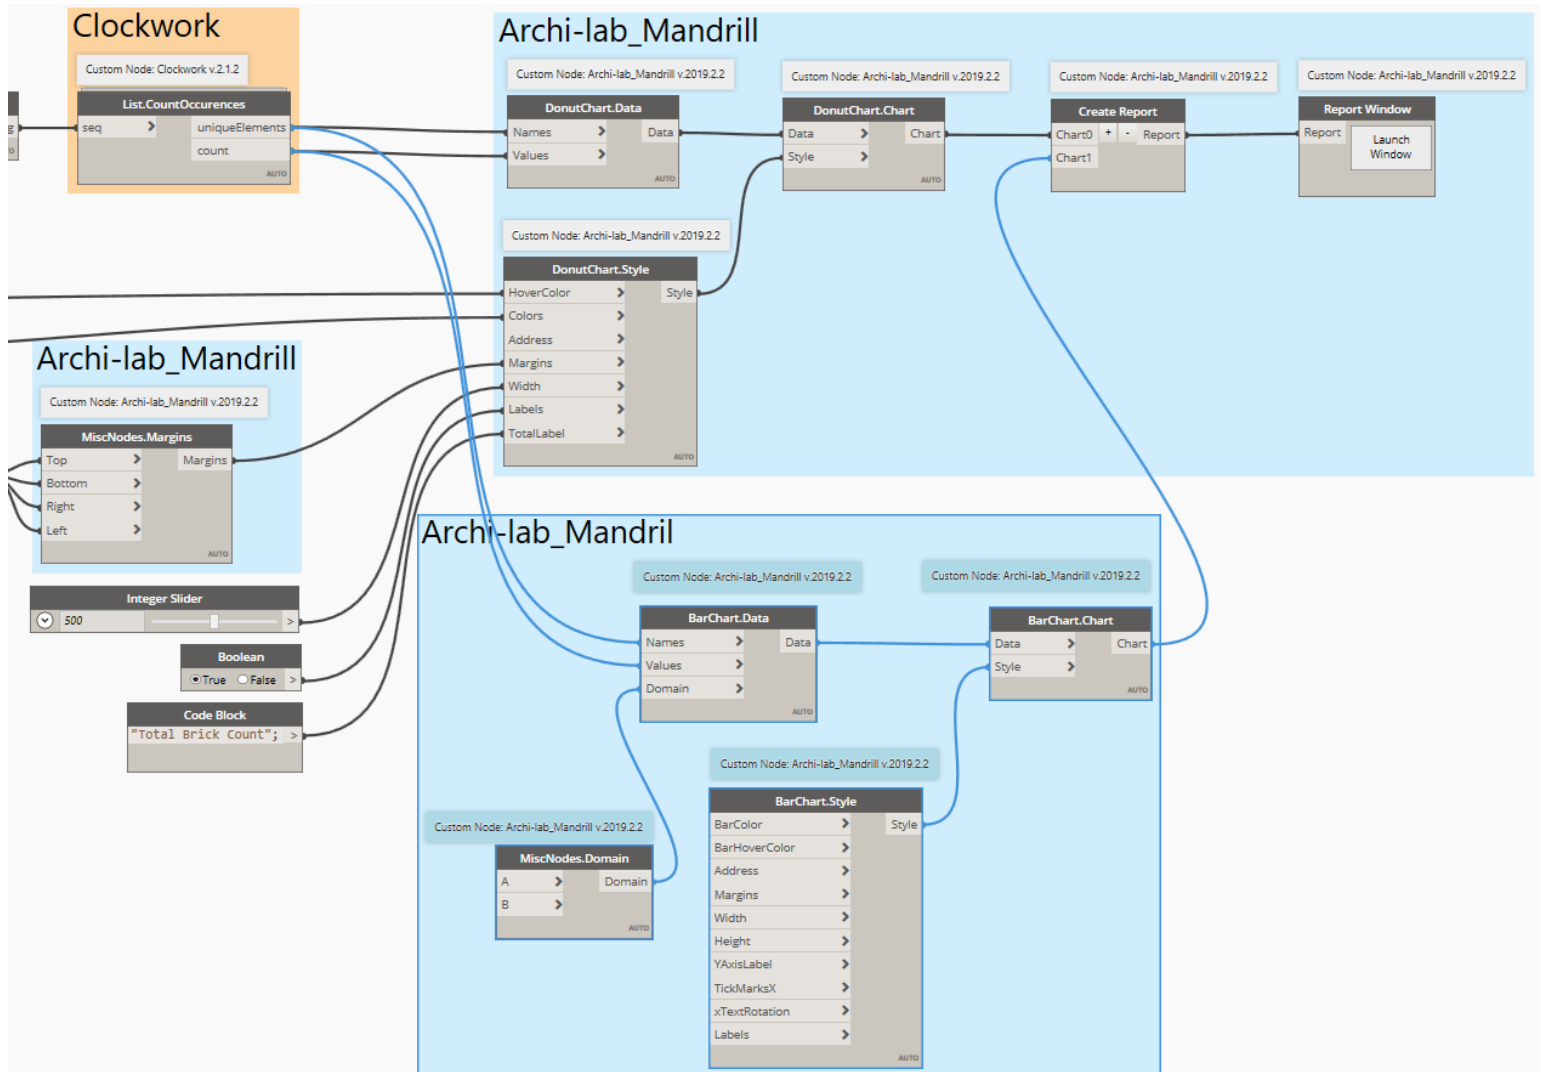 Clockwork
Custom Node: Clockwork v.2.1.2
List.CountOccurences
seq > uniqueElements
count
AUTO
Archi-lab_Mandrill
Custom Node: Archi-lab_Mandrill v.2019.2.2
DonutChart.Data
Names > Data
Values >
AUTO
Custom Node: Archi-lab_Mandrill v.2019.2.2
DonutChart.Chart
Data > Chart
Style >
AUTO
Custom Node: Archi-lab_Mandrill v.2019.2.2
Create Report
Chart0 + - Report
Chart1
Custom Node: Archi-lab_Mandrill v.2019.2.2
Report Window
Report
Launch
Window
Custom Node: Archi-lab_Mandrill v.2019.2.2
DonutChart.Style
HoverColor > Style
Colors >
Address >
Margins >
Width >
Labels >
TotalLabel >
AUTO
Archi-lab_Mandrill
Custom Node: Archi-lab_Mandrill v.2019.2.2
MiscNodes.Margins
Top > Margins
Bottom >
Right >
Left >
AUTO
Integer Slider
500 >
Boolean
True False >
Code Block
"Total Brick Count"; >
Archi-lab_Mandril
Custom Node: Archi-lab_Mandrill v.2019.2.2
BarChart.Data
Names > Data
Values >
Domain >
AUTO
Custom Node: Archi-lab_Mandrill v.2019.2.2
BarChart.Chart
Data > Chart
Style >
AUTO
Custom Node: Archi-lab_Mandrill v.2019.2.2
MiscNodes.Domain
A > Domain
B >
AUTO
Custom Node: Archi-lab_Mandrill v.2019.2.2
BarChart.Style
BarColor > Style
BarHoverColor >
Address >
Margins >
Width >
Height >
YAxisLabel >
TickMarksX >
xTextRotation >
Labels >
AUTO